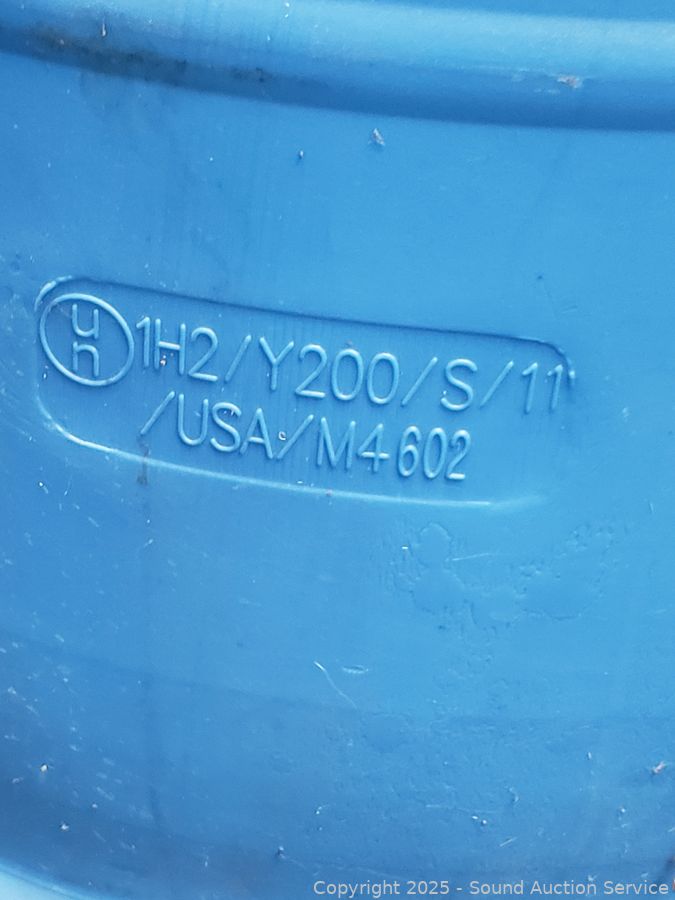 un 1H2/Y200/S/11
/USA/M4602
Copyright 2025 - Sound Auction Service